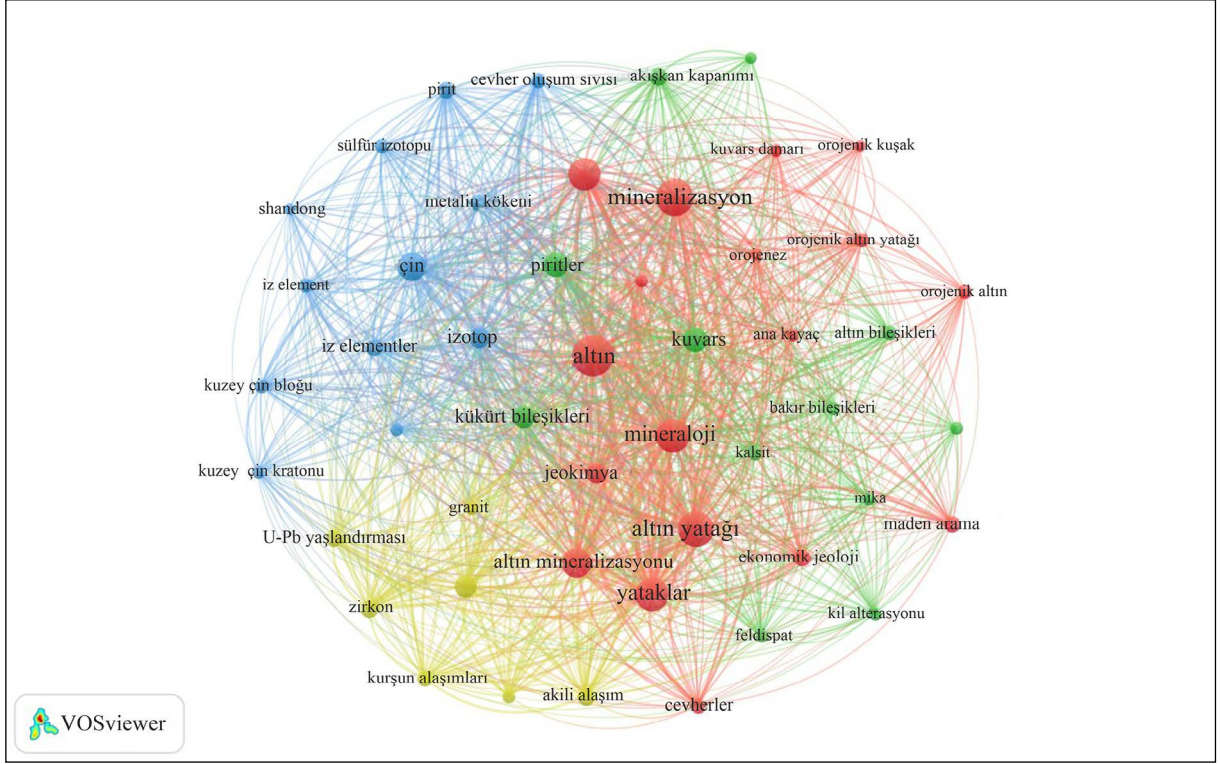 cevher oluşum sıvısı
akışkan kapanımı
pirit
sülfür izotopu
kuvars damarı
orojenik kuşak
mineralizasyon
metalin kökeni
shandong
orojenik altın yatağı
orojenez
çin
piritler
iz element
orojenik altın
izotop
kuvars
ana kayaç
altın bileşikleri
iz elementler
altın
kuzey çin bloğu
bakır bileşikleri
kükürt bileşikleri
mineraloji
kalsit
kuzey çin kratonu
jeokimya
mika
granit
maden arama
altın yatağı
U-Pb yaşlandırması
ekonomik jeoloji
altın mineralizasyonu
yataklar
zirkon
kil alterasyonu
feldispat
kurşun alaşımları
akili alaşım
cevherler
VOSviewer